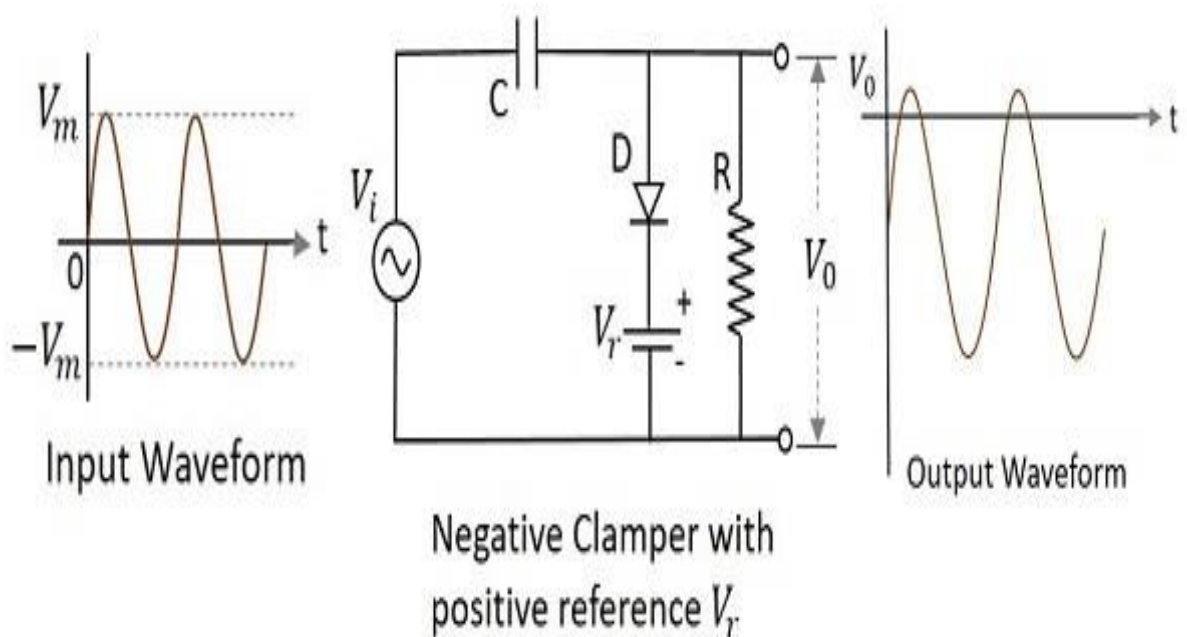 V_m
0
t
-V_m
Input Waveform
C
V_i
D
R
V_r
+
-
V_0
Negative Clamper with
positive reference V_r
V_0
t
Output Waveform